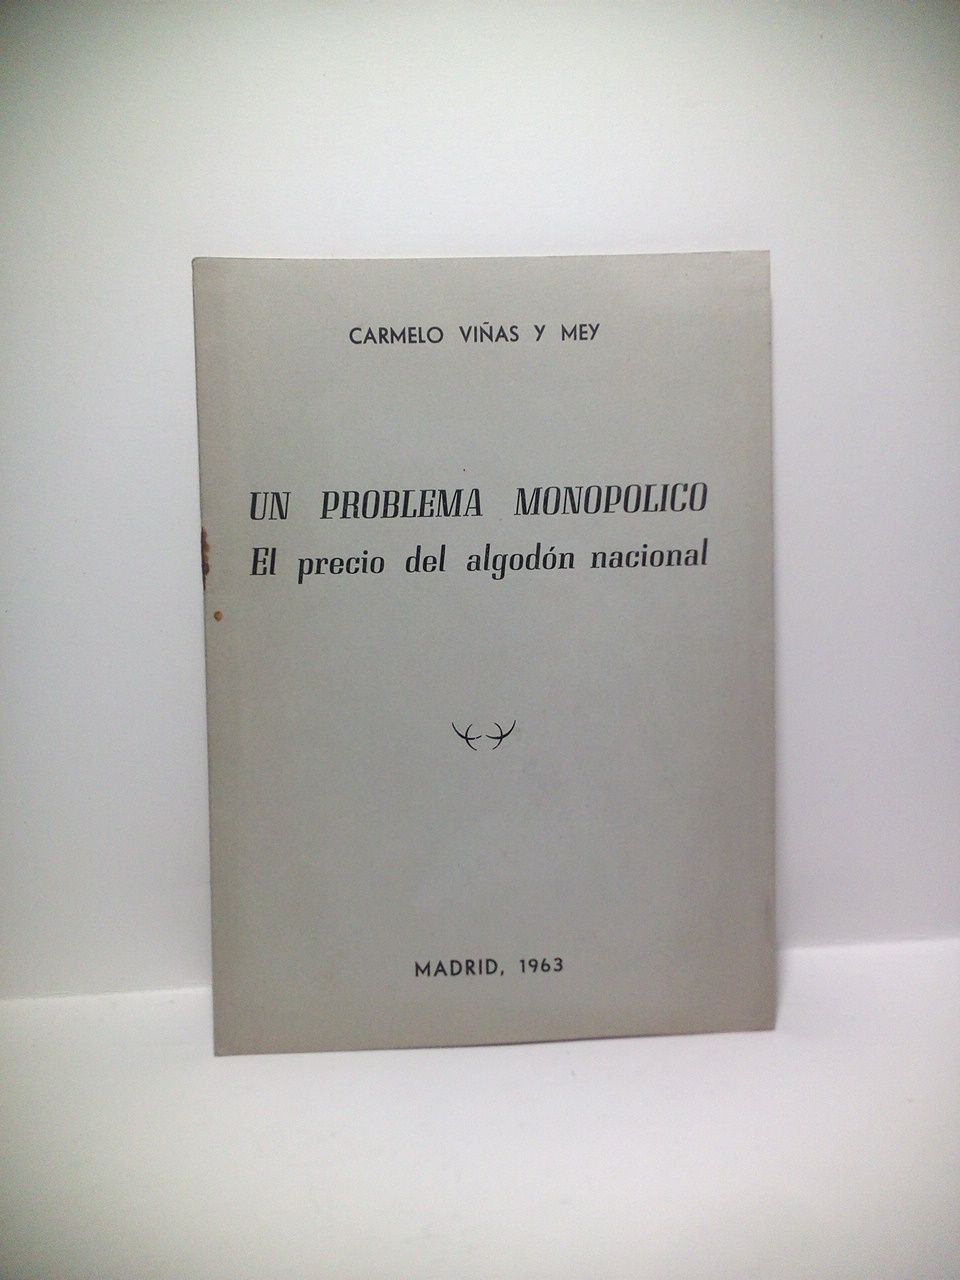 CARMELO VIÑAS Y MEY
UN PROBLEMA MONOPOLICO
El precio del algodón nacional
MADRID, 1963